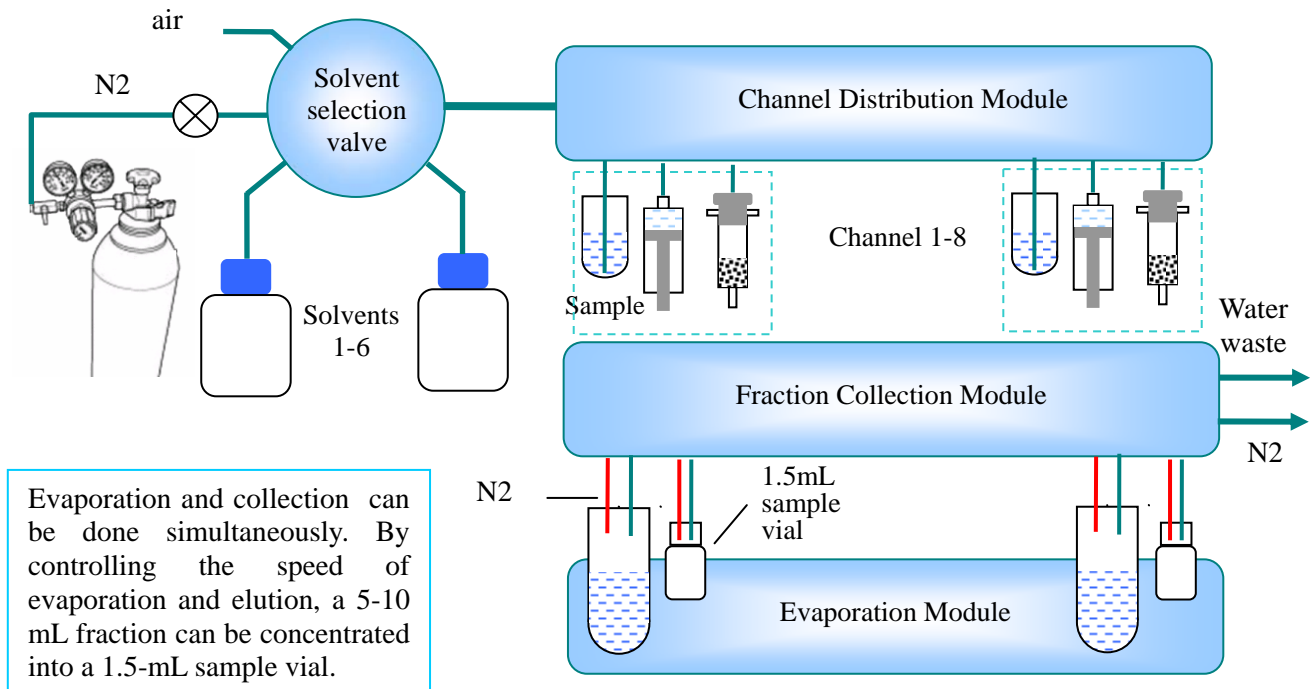 air
N2
Solvent
selection
valve
Channel Distribution Module
Channel 1-8
Sample
Solvents
1-6
Water
waste
Fraction Collection Module
N2
N2
1.5mL
sample
vial
Evaporation Module
Evaporation and collection can
be done simultaneously. By
controlling the speed of
evaporation and elution, a 5-10
mL fraction can be concentrated
into a 1.5-mL sample vial.